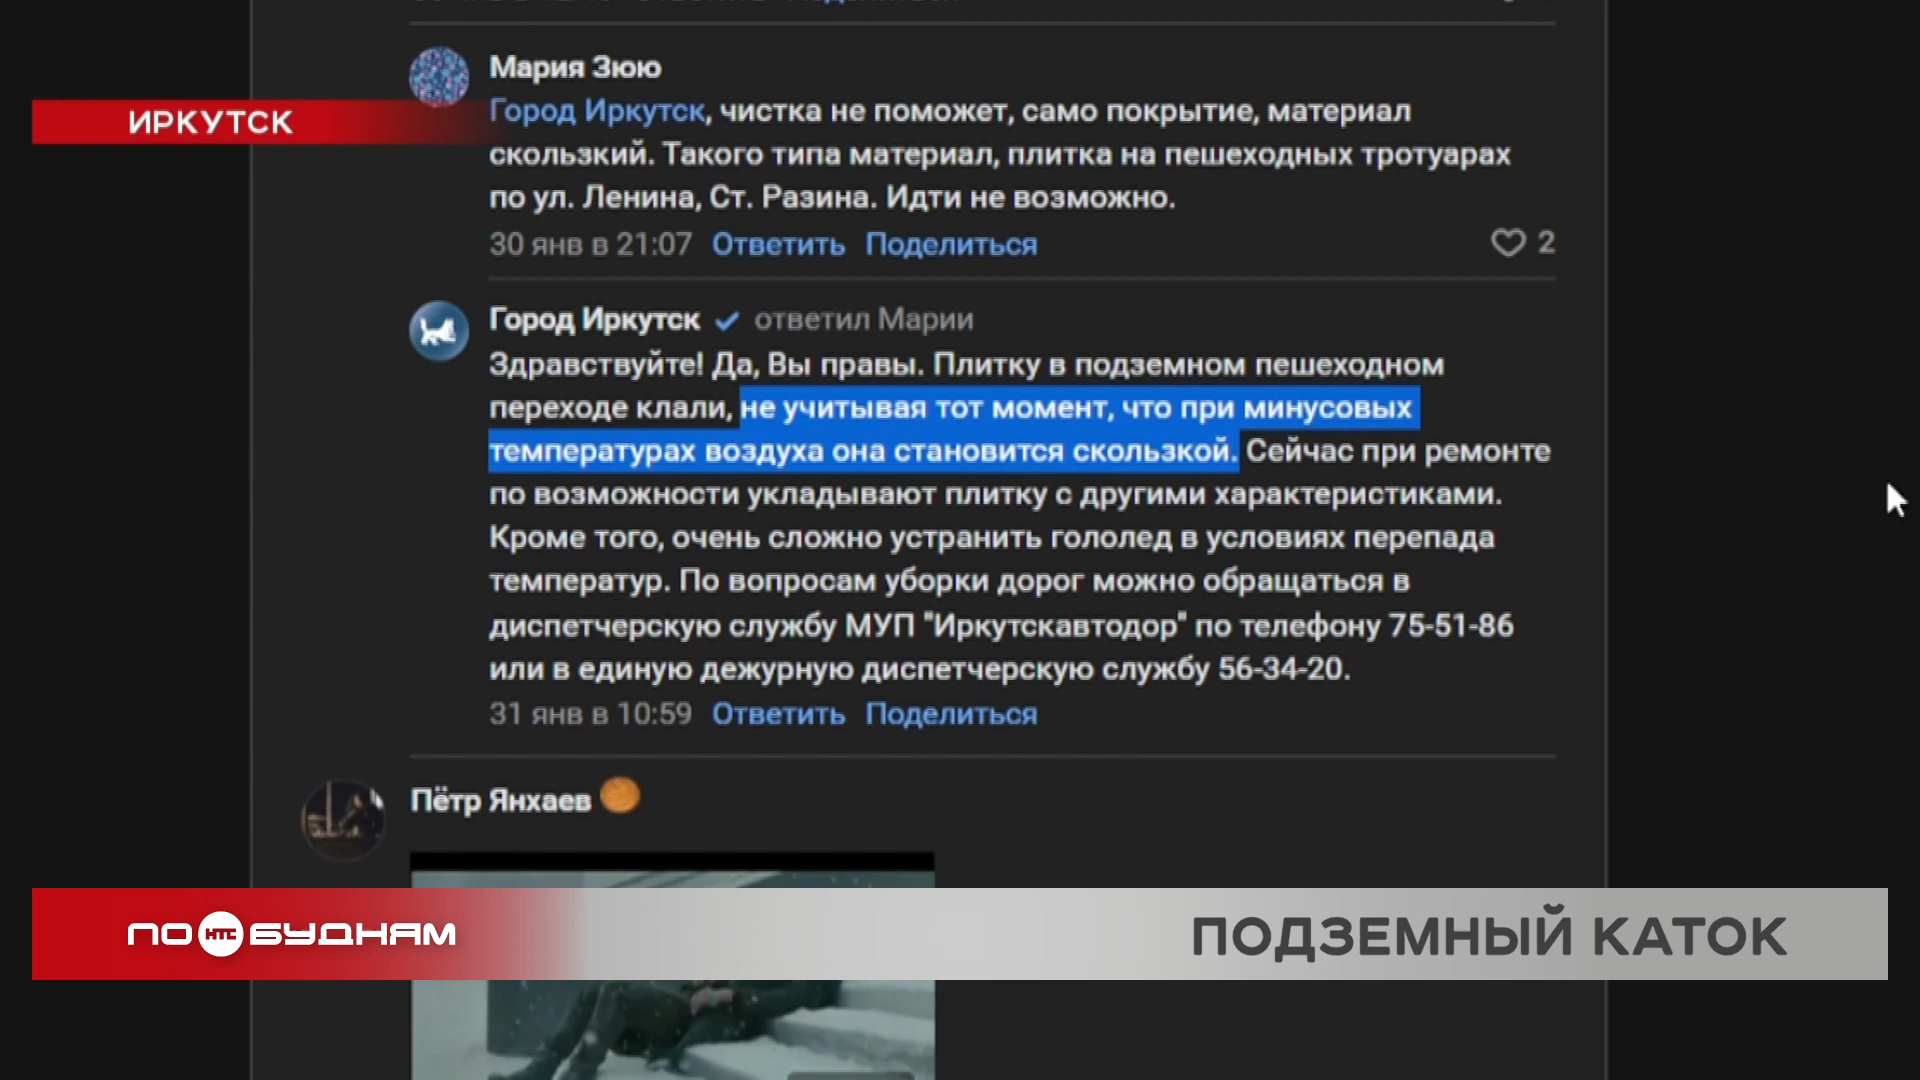 Мария Зюю
Город Иркутск, чистка не поможет, само покрытие, материал
ИРКУТСК
скользкий. Такого типа материал, плитка на пешеходных тротуарах
по ул. Ленина, Ст. Разина. Идти не возможно.
30 янв в 21:07 Ответить Поделиться 2
Город Иркутск ответил Марии
Здравствуйте! Да, Вы правы. Плитку в подземном пешеходном
переходе клали, не учитывая тот момент, что при минусовых
температурах воздуха она становится скользкой. Сейчас при ремонте
по возможности укладывают плитку с другими характеристиками.
Кроме того, очень сложно устранить гололед в условиях перепада
температур. По вопросам уборки дорог можно обращаться в
диспетчерскую службу МУП "Иркутскавтодор" по телефону 75-51-86
или в единую дежурную диспетчерскую службу 56-34-20.
31 янв в 10:59 Ответить Поделиться
Пётр Янхаев
ПО НТС БУДНЯМ
ПОДЗЕМНЫЙ КАТОК